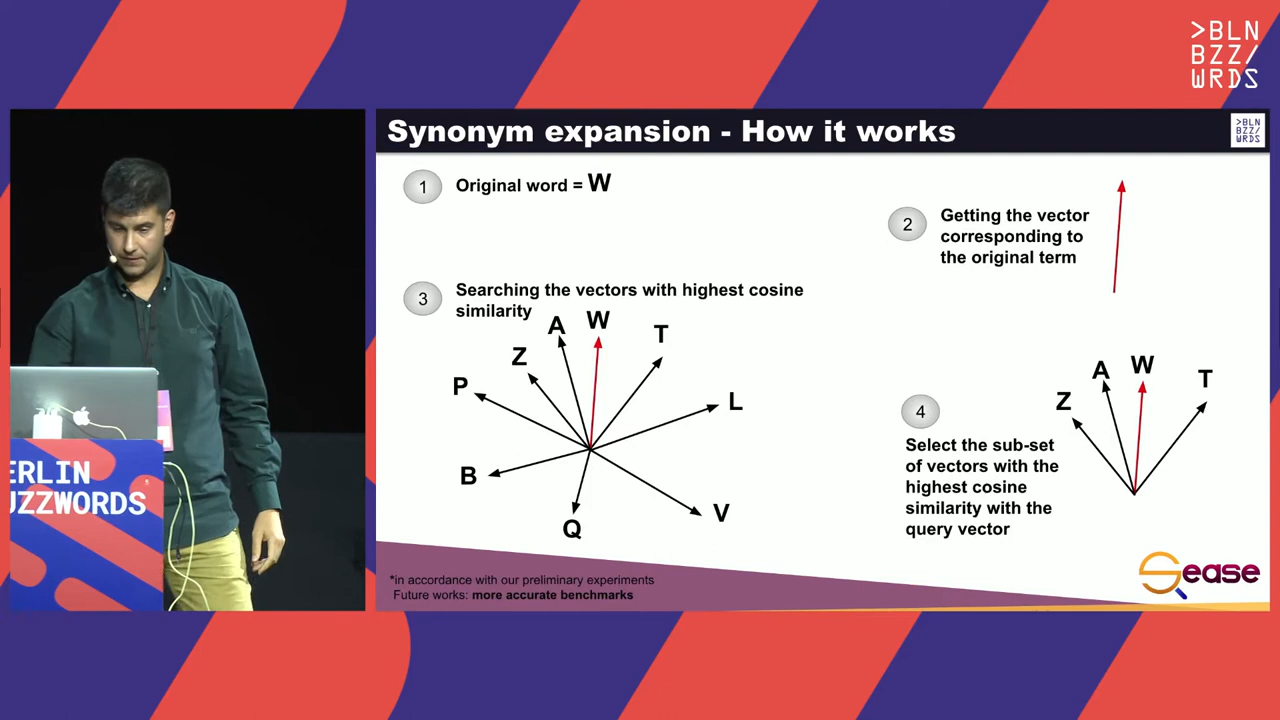 >BLN
BZZ/
WRDS
Synonym expansion - How it works
>BLN
BZZ/
WRDS
1
Original word = W
2
Getting the vector
corresponding to
the original term
3
Searching the vectors with highest cosine
similarity
A
W
T
Z
P
L
B
Q
V
4
Select the sub-set
of vectors with the
highest cosine
similarity with the
query vector
A
W
T
Z
*in accordance with our preliminary experiments
Future works: more accurate benchmarks
Sease
ERLIN
UZZWORDS